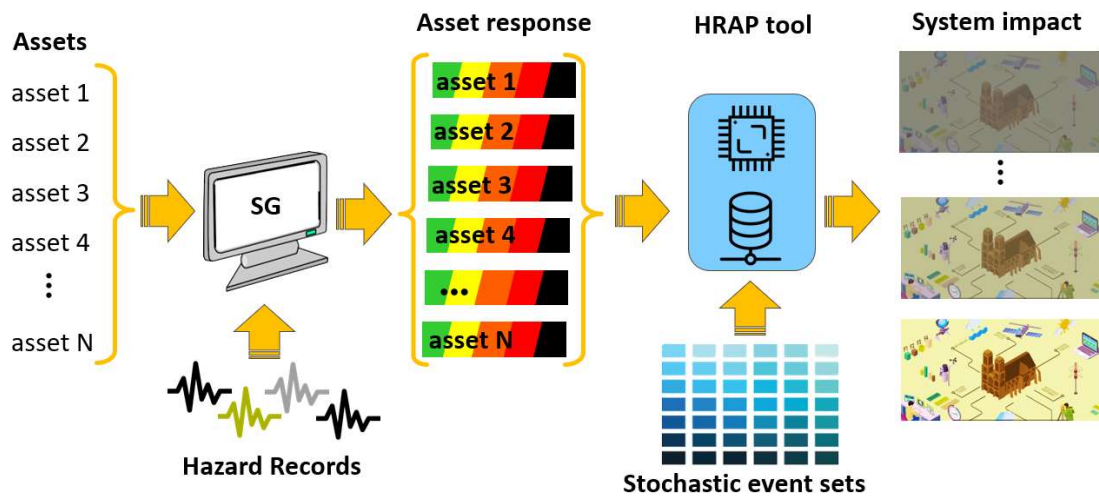 Assets
asset 1
asset 2
asset 3
asset 4
⋮
asset N
SG
Hazard Records
Asset response
asset 1
asset 2
asset 3
asset 4
...
asset N
HRAP tool
Stochastic event sets
System impact
⋮